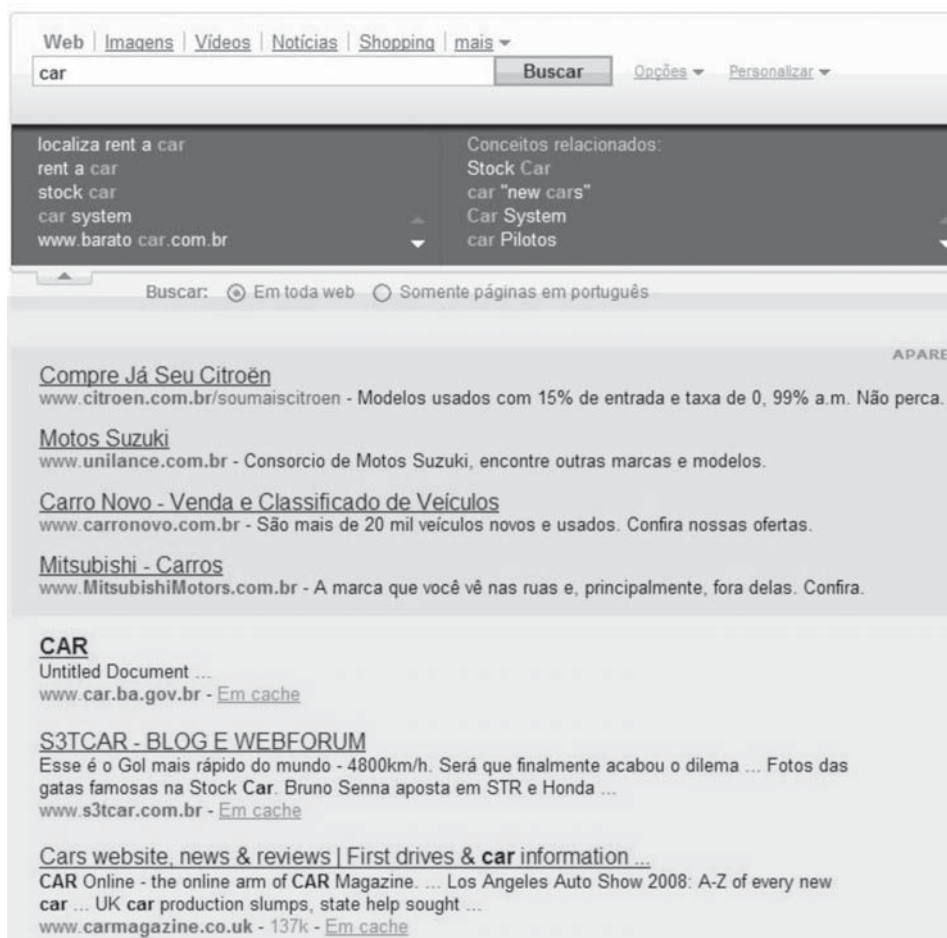 Web | Imagens | Vídeos | Notícias | Shopping | mais
car Buscar Opções Personalizar
localiza rent a car
rent a car
stock car
car system
www.barato car.com.br
Conceitos relacionados:
Stock Car
car "new cars"
Car System
car Pilotos
Buscar: Em toda web Somente páginas em português
APARE
Compre Já Seu Citroën
www.citroen.com.br/soumaiscitroen - Modelos usados com 15% de entrada e taxa de 0, 99% a.m. Não perca.
Motos Suzuki
www.unilance.com.br - Consorcio de Motos Suzuki, encontre outras marcas e modelos.
Carro Novo - Venda e Classificado de Veículos
www.carronovo.com.br - São mais de 20 mil veículos novos e usados. Confira nossas ofertas.
Mitsubishi - Carros
www.MitsubishiMotors.com.br - A marca que você vê nas ruas e, principalmente, fora delas. Confira.
CAR
Untitled Document ...
www.car.ba.gov.br - Em cache
S3TCAR - BLOG E WEBFORUM
Esse é o Gol mais rápido do mundo - 4800km/h. Será que finalmente acabou o dilema ... Fotos das
gatas famosas na Stock Car. Bruno Senna aposta em STR e Honda ...
www.s3tcar.com.br - Em cache
Cars website, news & reviews | First drives & car information ...
CAR Online - the online arm of CAR Magazine. ... Los Angeles Auto Show 2008: A-Z of every new
car ... UK car production slumps, state help sought ...
www.carmagazine.co.uk - 137k - Em cache